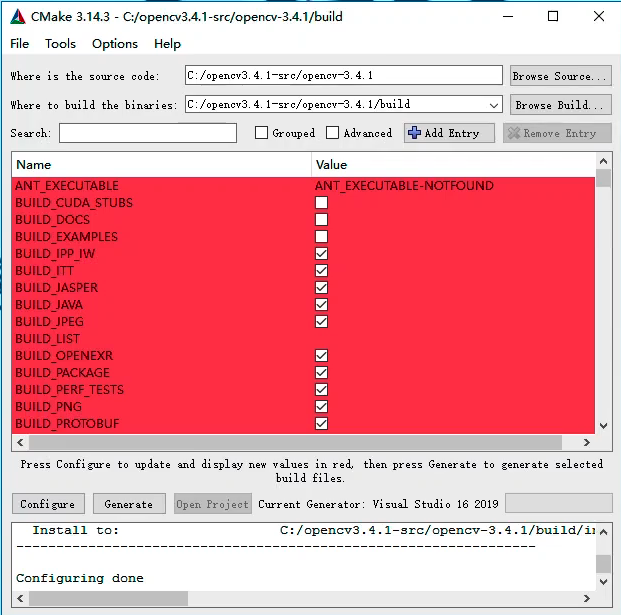 CMake 3.14.3 - C:/opencv3.4.1-src/opencv-3.4.1/build
File Tools Options Help
Where is the source code: C:/opencv3.4.1-src/opencv-3.4.1 Browse Source...
Where to build the binaries: C:/opencv3.4.1-src/opencv-3.4.1/build Browse Build...
Search: Grouped Advanced Add Entry Remove Entry
Name Value
ANT_EXECUTABLE ANT_EXECUTABLE-NOTFOUND
BUILD_CUDA_STUBS
BUILD_DOCS
BUILD_EXAMPLES
BUILD_IPP_IW
BUILD_ITT
BUILD_JASPER
BUILD_JAVA
BUILD_JPEG
BUILD_LIST
BUILD_OPENEXR
BUILD_PACKAGE
BUILD_PERF_TESTS
BUILD_PNG
BUILD_PROTOBUF
Press Configure to update and display new values in red, then press Generate to generate selected
build files.
Configure Generate Open Project Current Generator: Visual Studio 16 2019
Install to: C:/opencv3.4.1-src/opencv-3.4.1/build/in
-----------------------------------------------------------------
Configuring done